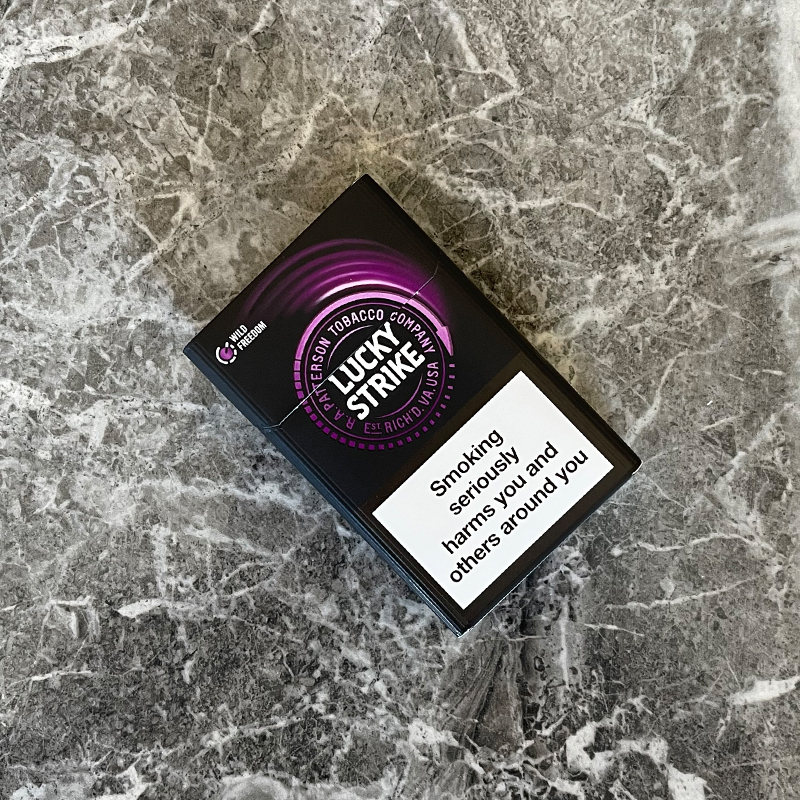 WILD
FREEDOM
R.A. PATTERSON TOBACCO COMPANY
LUCKY
STRIKE
EST. RICH'D.VA.USA
Smoking
seriously
harms you and
others around you